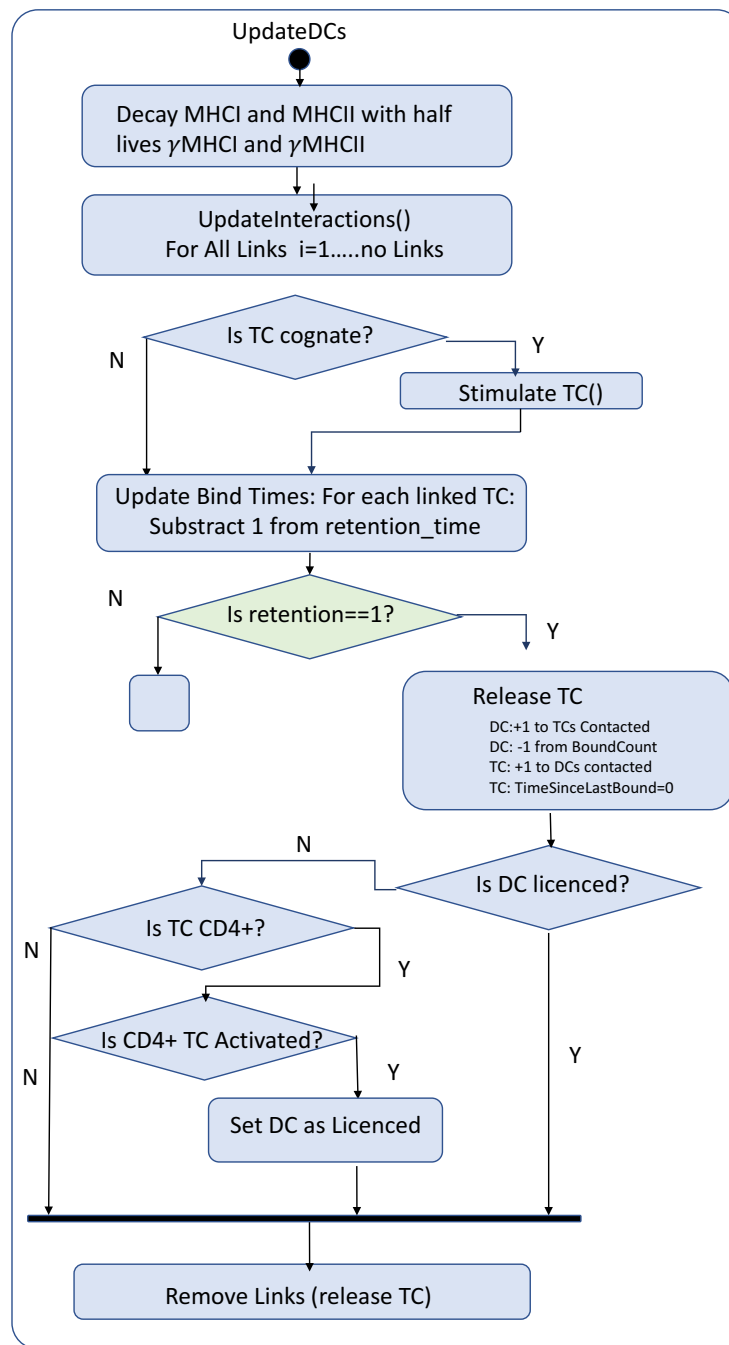 UpdateDCs
Decay MHCI and MHCII with half
lives γMHCI and γMHCII
UpdateInteractions()
For All Links i=1.....no Links
Is TC cognate?
N
Y
Stimulate TC()
Update Bind Times: For each linked TC:
Substract 1 from retention_time
N
Is retention==1?
Y
Release TC
DC:+1 to TCs Contacted
DC: -1 from BoundCount
TC: +1 to DCs contacted
TC: TimeSinceLastBound=0
N
Is DC licenced?
Is TC CD4+?
N
Y
Is CD4+ TC Activated?
N
Y
Y
Set DC as Licenced
Remove Links (release TC)